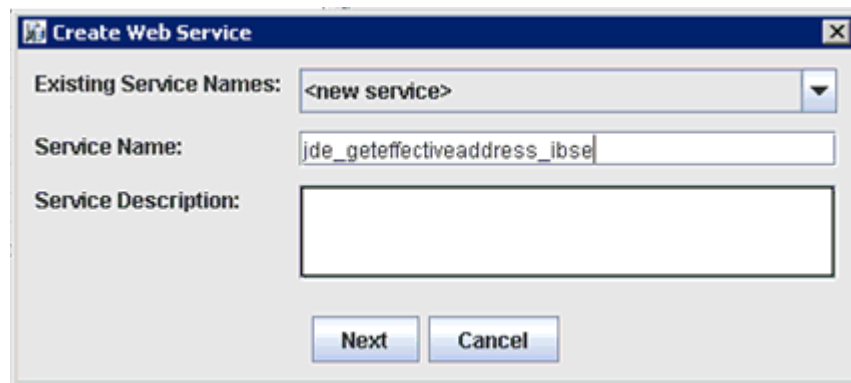 Create Web Service
Existing Service Names:
<new service>
Service Name:
jde_geteffectiveaddress_ibse
Service Description:
Next
Cancel